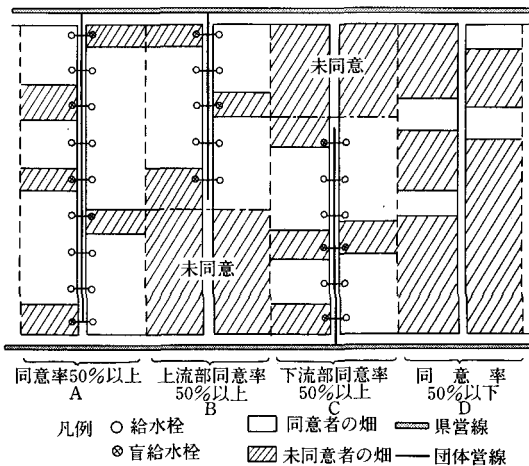 未同意
未同意
同意率50%以上
A
上流部同意率
50%以上
B
下流部同意率
50%以上
C
同意率
50%以下
D
凡例 給水栓 同意者の畑 県営線
盲給水栓 未同意者の畑 団体営線